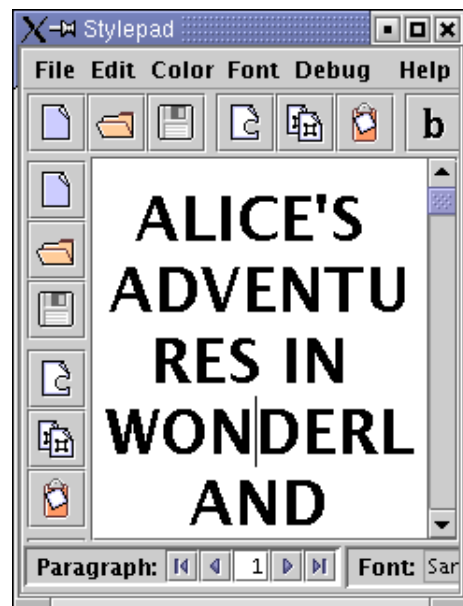 Stylepad
File Edit Color Font Debug Help
b
ALICE'S
ADVENTU
RES IN
WONDERL
AND
Paragraph: 1 Font: Sar